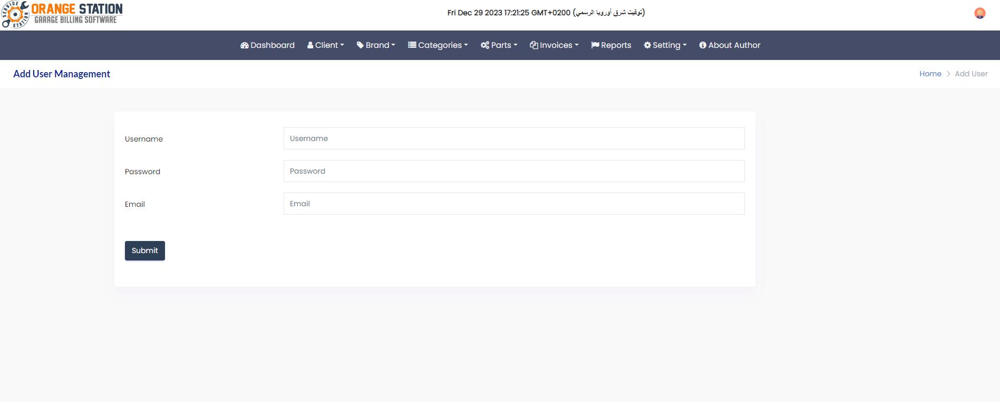 SERVICE STATION
ORANGE STATION
GARAGE BILLING SOFTWARE
Fri Dec 29 2023 17:21:25 GMT+0200 (توقيت شرق أوروبا الرسمي)
Dashboard Client Brand Categories Parts Invoices Reports Setting About Author
Add User Management
Home > Add User
Username Username
Password Password
Email Email
Submit